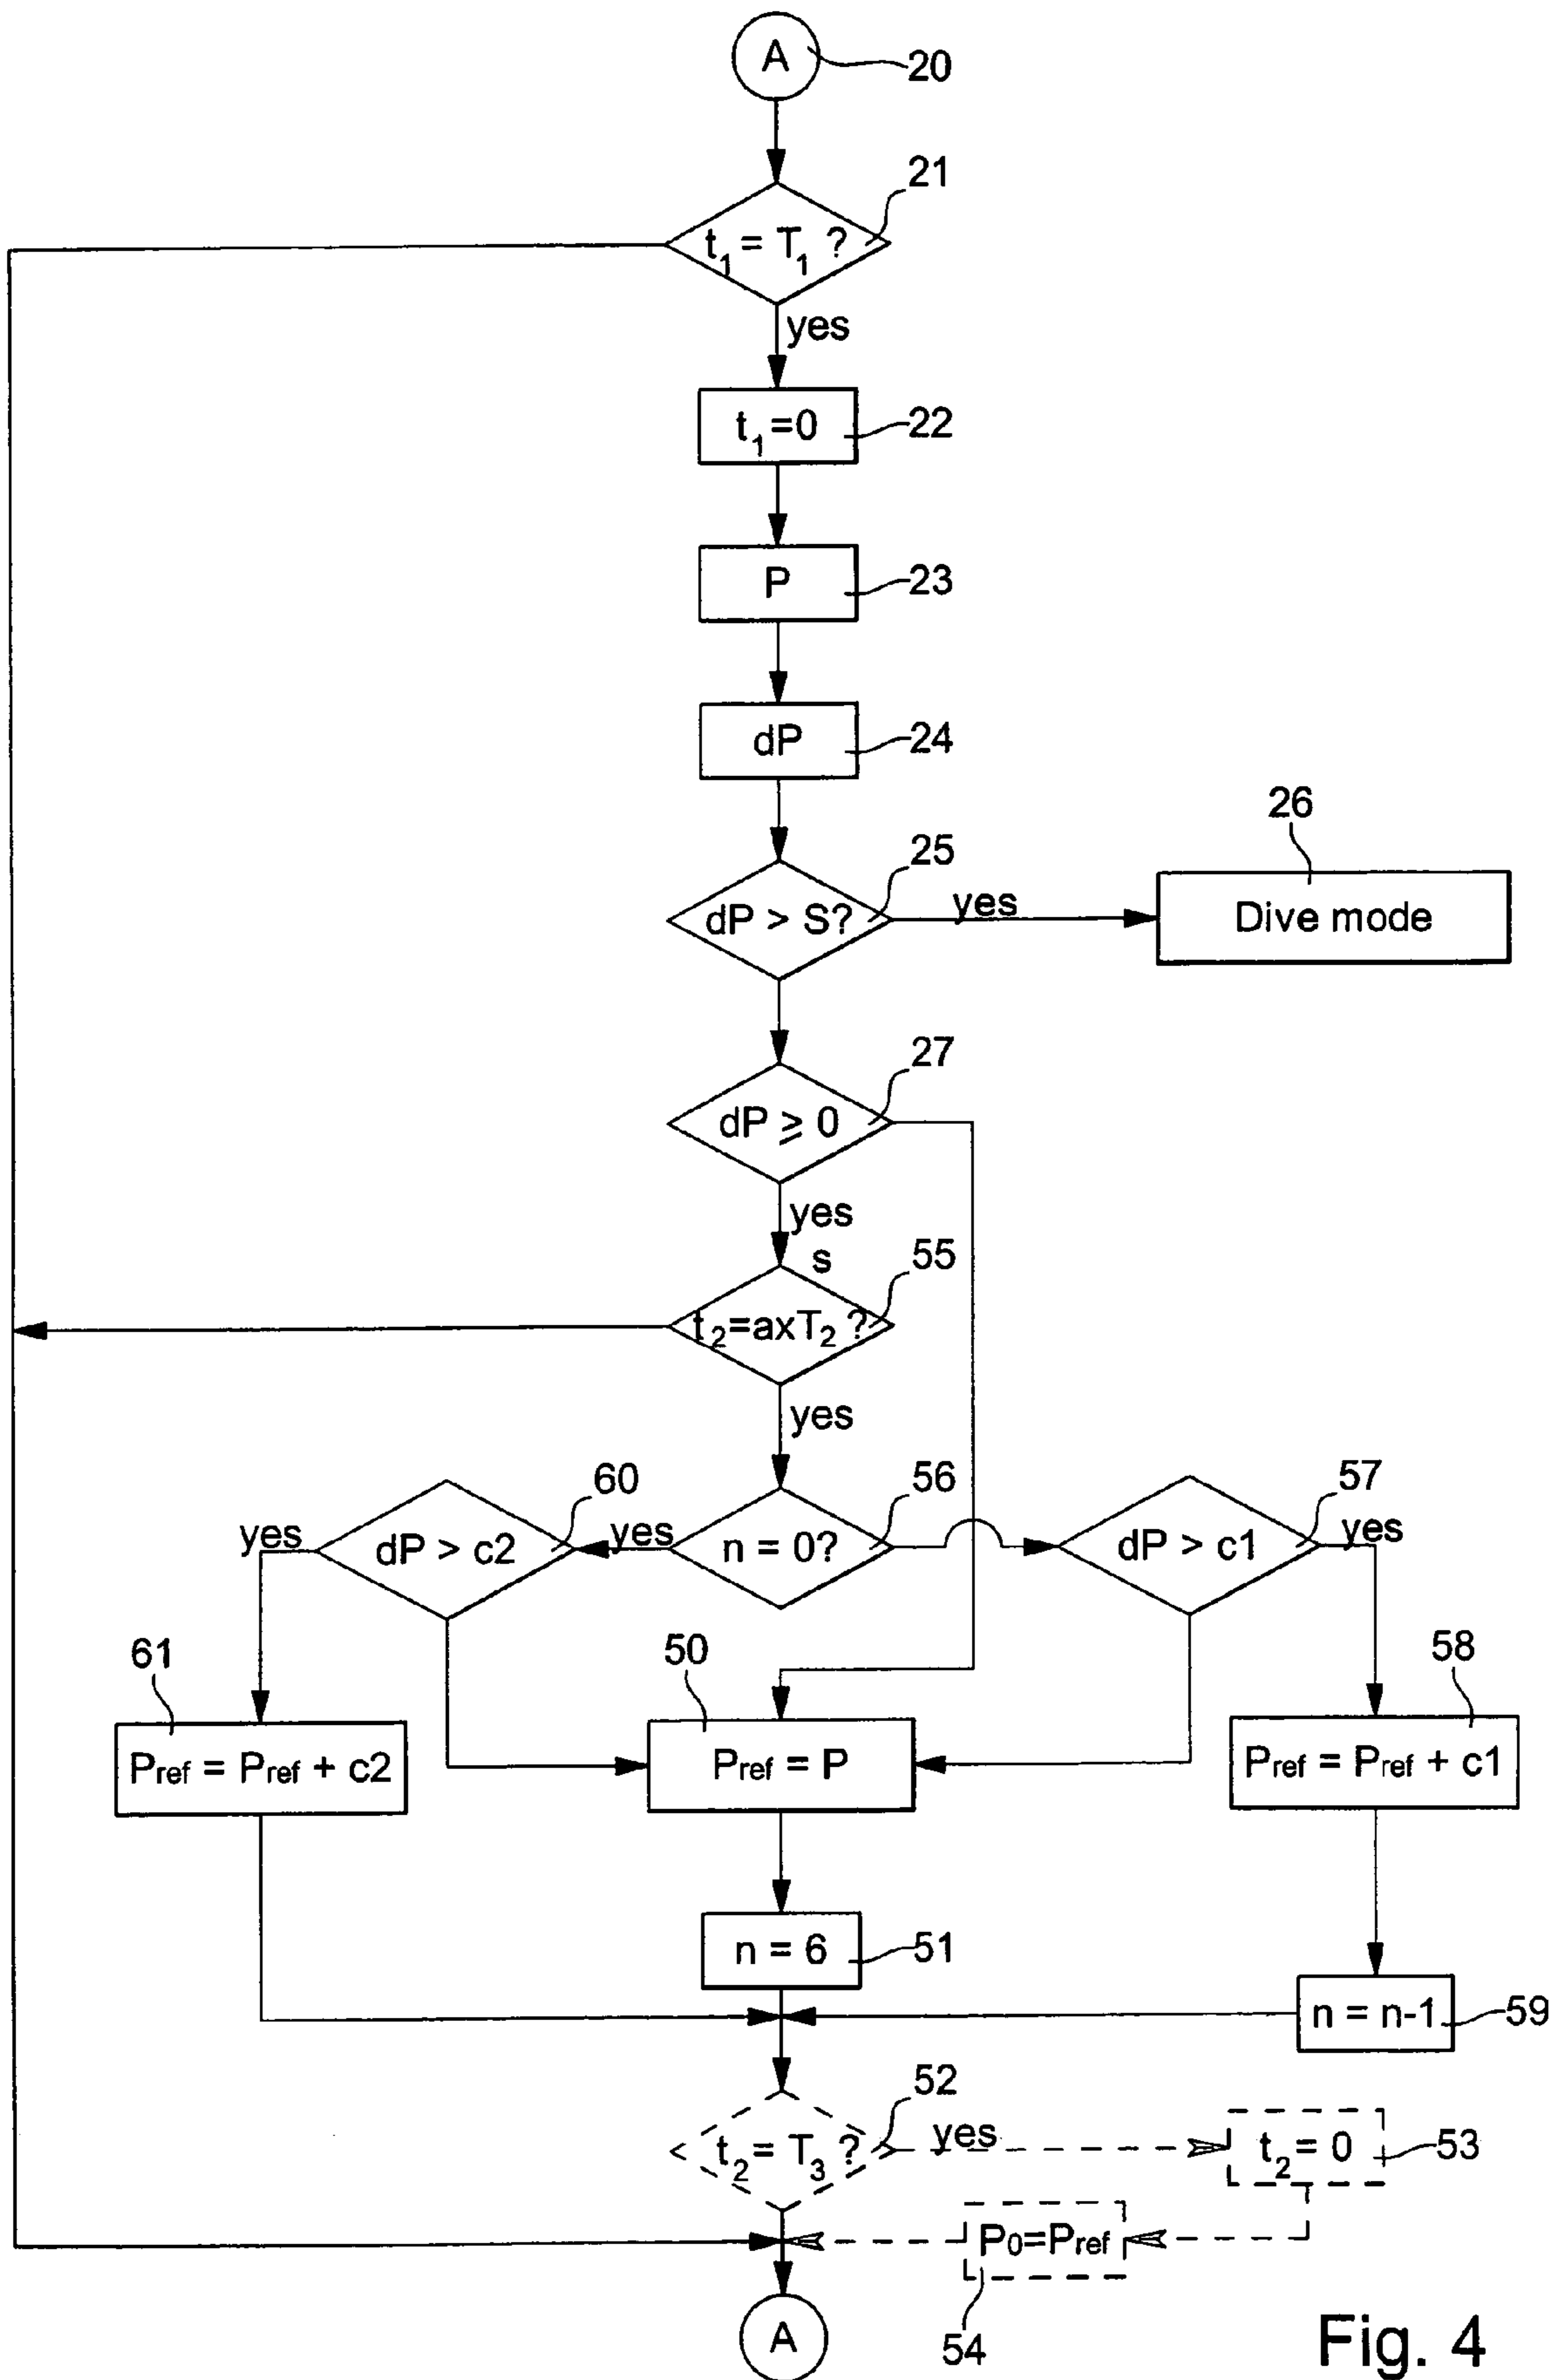 A
20
21
t₁ = T₁ ?
yes
t₁=0
22
P
23
dP
24
25
26
dP > S?
yes
Dive mode
27
dP ⩾ 0
yes
s
55
t₂=axT₂ ?
yes
60
56
57
yes
dP > c2
yes
n = 0?
dP > c1
yes
61
50
58
Pref = Pref + c2
Pref = P
Pref = Pref + c1
n = 6
51
n = n-1
59
52
t₂ = T₃ ?
yes
t₂ = 0
53
P₀=Pref
54
A
Fig. 4